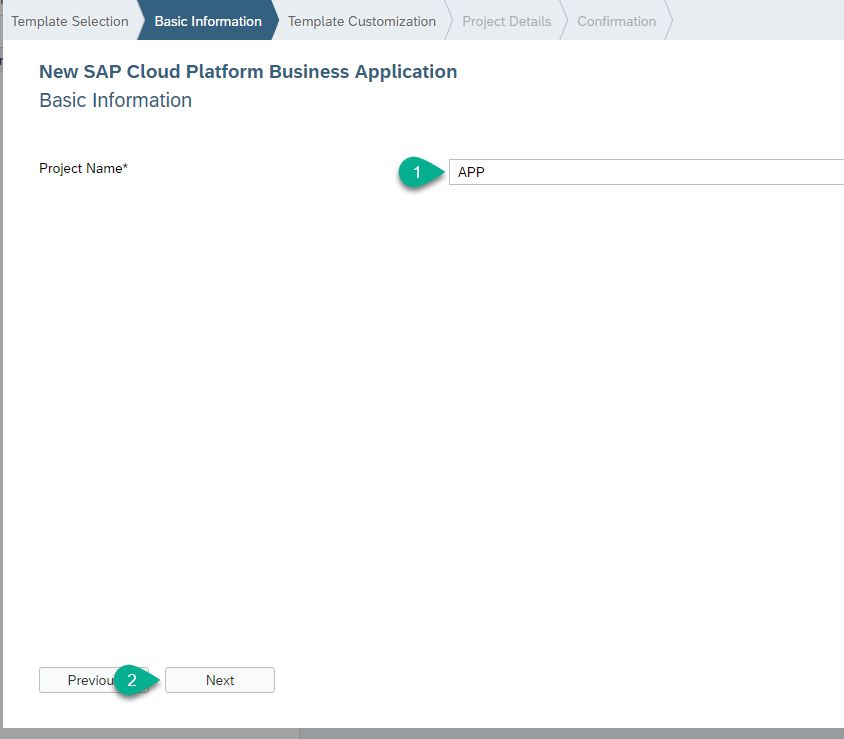 Template Selection Basic Information Template Customization Project Details Confirmation
New SAP Cloud Platform Business Application
Basic Information
Project Name* 1 APP
Previou 2 Next